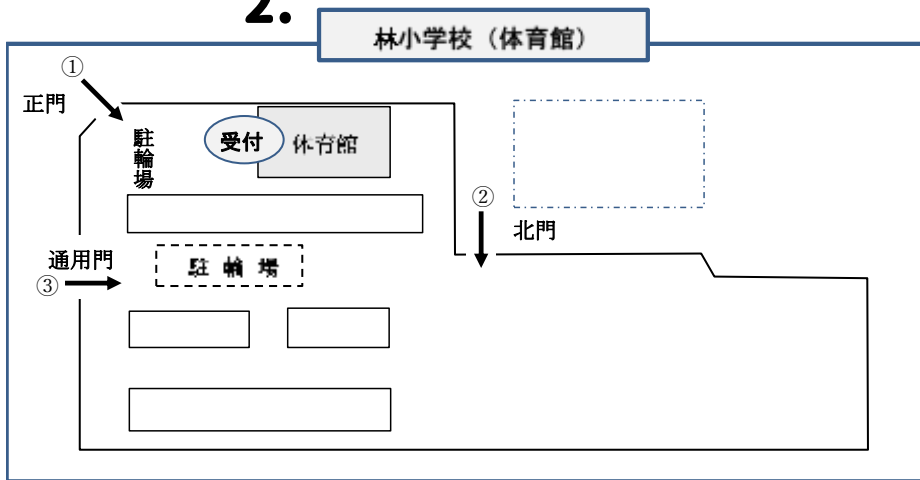 2.
林小学校（体育館）
①
正門
駐輪場
受付
体育館
②
北門
通用門
③
駐輪場